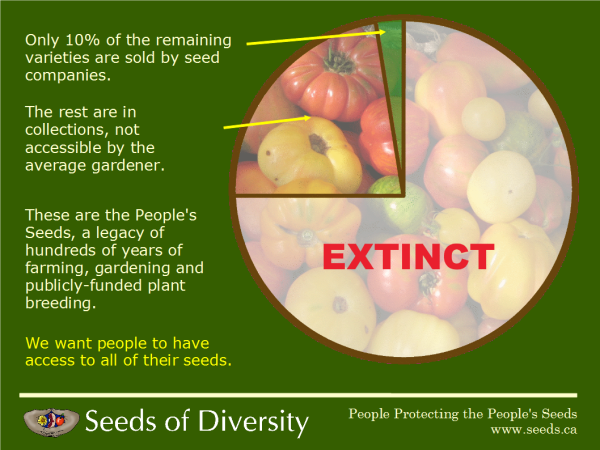 Only 10% of the remaining
varieties are sold by seed
companies.
The rest are in
collections, not
accessible by the
average gardener.
These are the People's
Seeds, a legacy of
hundreds of years of
farming, gardening and
publicly-funded plant
breeding.
We want people to have
access to all of their seeds.
EXTINCT
Seeds of Diversity
People Protecting the People's Seeds
www.seeds.ca